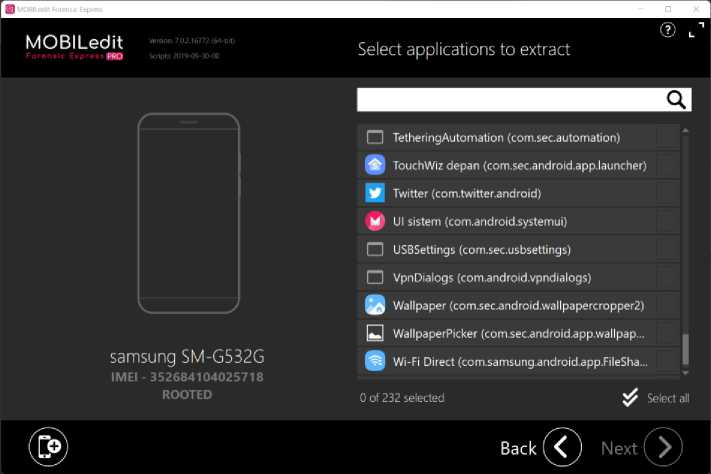 MOBILedit Forensic Express
MOBILedit
Forensic Express PRO
Version: 7.0.2.16772 (64-bit)
Scripts: 2019-09-30-00
Select applications to extract
?
TetheringAutomation (com.sec.automation)
TouchWiz depan (com.sec.android.app.launcher)
Twitter (com.twitter.android)
UI sistem (com.android.systemui)
USBSettings (com.sec.usbsettings)
VpnDialogs (com.android.vpndialogs)
Wallpaper (com.sec.android.wallpapercropper2)
WallpaperPicker (com.sec.android.app.wallpap...
Wi-Fi Direct (com.samsung.android.app.FileSha...
samsung SM-G532G
IMEI - 352684104025718
ROOTED
0 of 232 selected
Select all
Back
Next